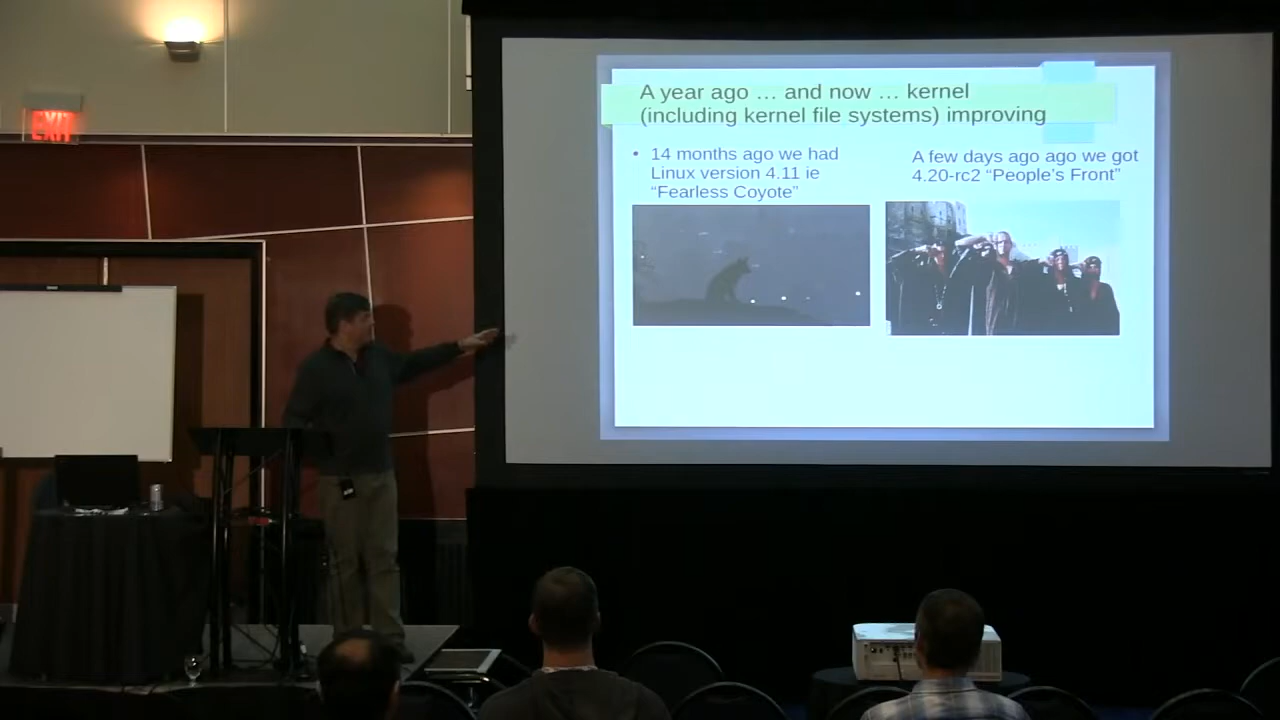 EXIT
A year ago … and now … kernel
(including kernel file systems) improving
• 14 months ago we had
Linux version 4.11 ie
“Fearless Coyote”
A few days ago ago we got
4.20-rc2 “People’s Front”